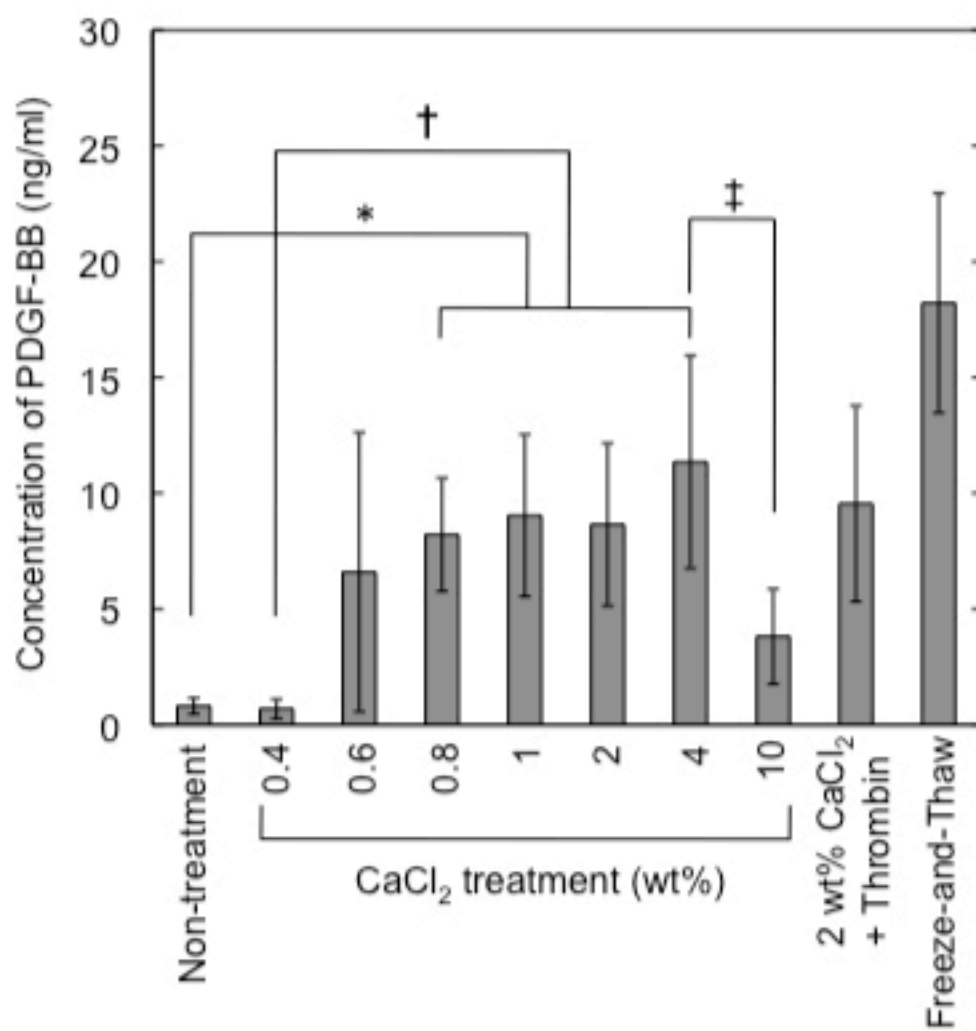 Concentration of PDGF-BB (ng/ml)
30
25
20
15
10
5
0
†
*
‡
Non-treatment
0.4
0.6
0.8
1
2
4
10
2 wt% CaCl₂
+ Thrombin
Freeze-and-Thaw
CaCl₂ treatment (wt%)